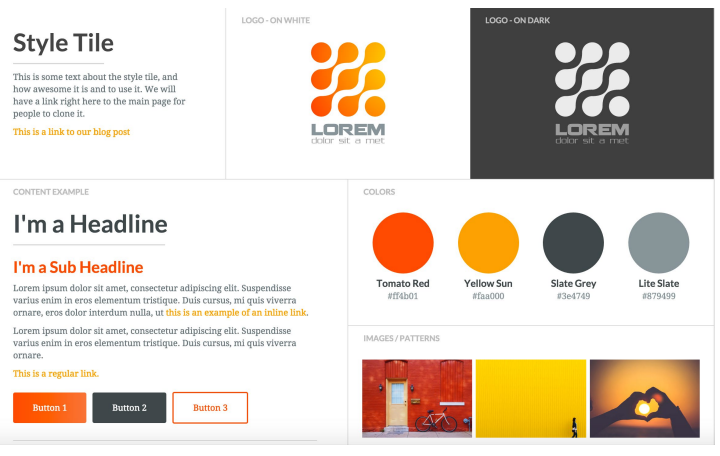 Style Tile
This is some text about the style tile, and
how awesome it is and to use it. We will
have a link right here to the main page for
people to clone it.
This is a link to our blog post
LOGO - ON WHITE
LOREM
dolor sit a met
LOGO - ON DARK
LOREM
dolor sit a met
CONTENT EXAMPLE
I'm a Headline
I'm a Sub Headline
Lorem ipsum dolor sit amet, consectetur adipiscing elit. Suspendisse
varius enim in eros elementum tristique. Duis cursus, mi quis viverra
ornare, eros dolor interdum nulla, ut this is an example of an inline link.
Lorem ipsum dolor sit amet, consectetur adipiscing elit. Suspendisse
varius enim in eros elementum tristique. Duis cursus, mi quis viverra
ornare.
This is a regular link.
Button 1
Button 2
Button 3
COLORS
Tomato Red
#ff4b01
Yellow Sun
#faa000
Slate Grey
#3e4749
Lite Slate
#879499
IMAGES / PATTERNS